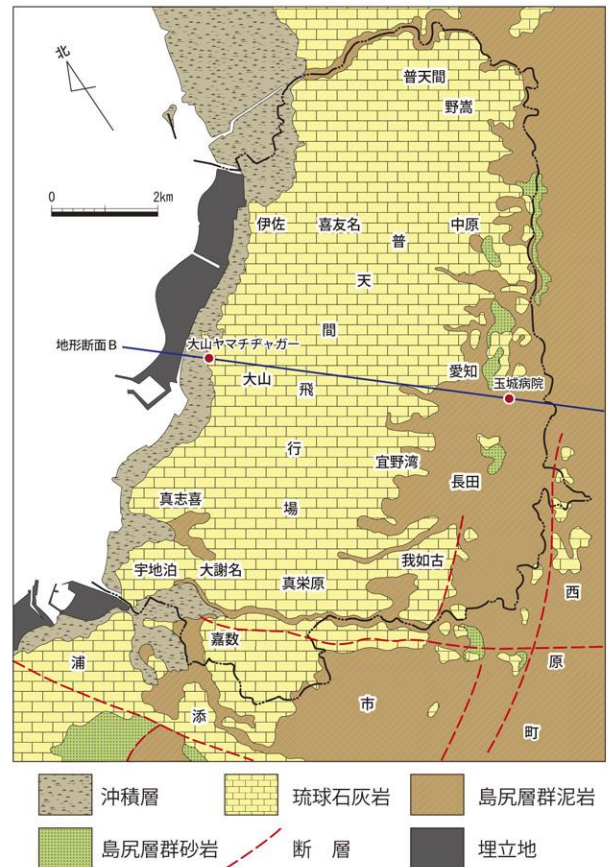 北
0 2km
普天間
野嵩
伊佐
喜友名
中原
普
天
間
飛
行
場
地形断面B
大山ヤマチヂャガー
大山
愛知
玉城病院
宜野湾
長田
真志喜
我如古
宇地泊
大謝名
真栄原
嘉数
浦
添
市
西
原
町
沖積層
琉球石灰岩
島尻層群泥岩
島尻層群砂岩
断層
埋立地